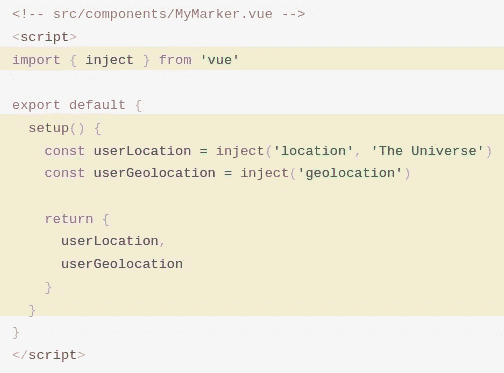 <!-- src/components/MyMarker.vue -->
<script>
import { inject } from 'vue'

export default {
  setup() {
    const userLocation = inject('location', 'The Universe')
    const userGeolocation = inject('geolocation')

    return {
      userLocation,
      userGeolocation
    }
  }
}
</script>